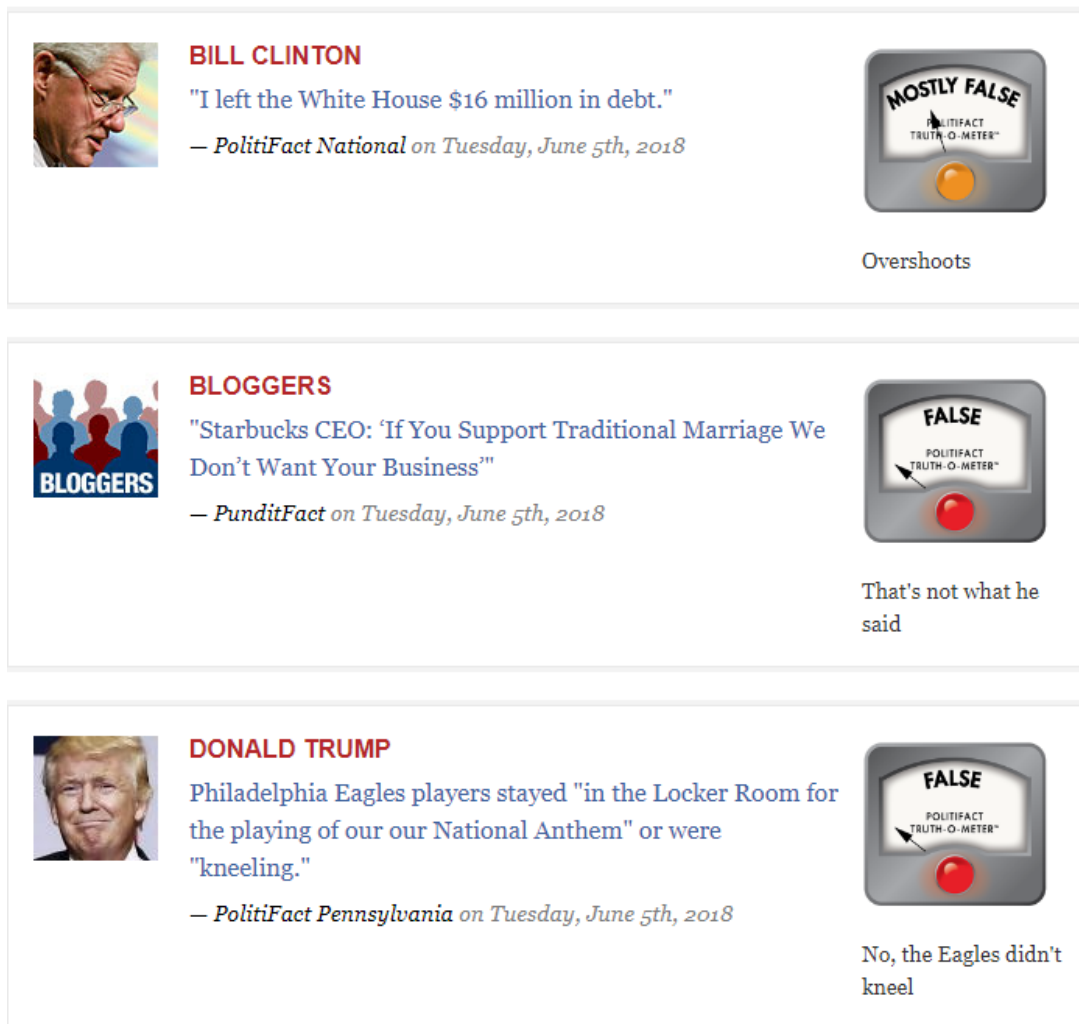 BILL CLINTON
"I left the White House $16 million in debt."
— PolitiFact National on Tuesday, June 5th, 2018
MOSTLY FALSE
POLITIFACT
TRUTH-O-METER™
Overshoots
BLOGGERS
BLOGGERS
"Starbucks CEO: ‘If You Support Traditional Marriage We
Don’t Want Your Business’"
— PunditFact on Tuesday, June 5th, 2018
FALSE
POLITIFACT
TRUTH-O-METER™
That's not what he
said
DONALD TRUMP
Philadelphia Eagles players stayed "in the Locker Room for
the playing of our our National Anthem" or were
"kneeling."
— PolitiFact Pennsylvania on Tuesday, June 5th, 2018
FALSE
POLITIFACT
TRUTH-O-METER™
No, the Eagles didn't
kneel